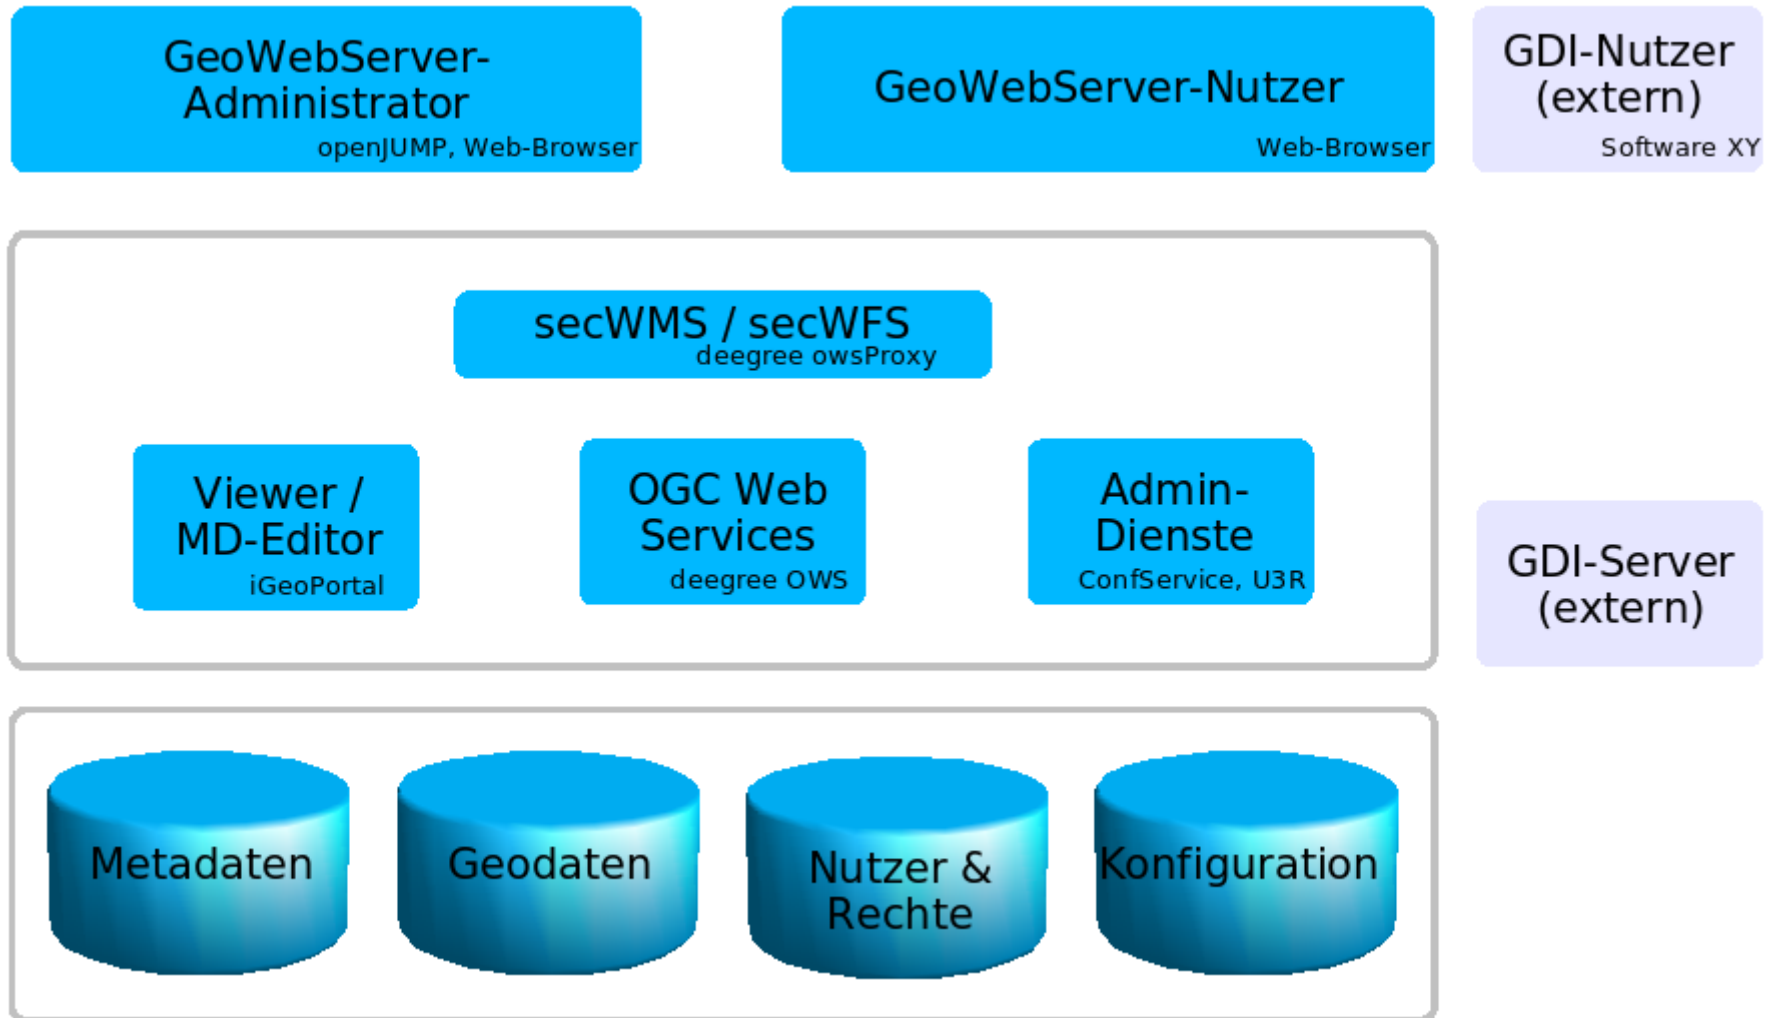 GeoWebServer-
Administrator
openJUMP, Web-Browser
GeoWebServer-Nutzer
Web-Browser
GDI-Nutzer
(extern)
Software XY
secWMS / secWFS
deegree owsProxy
Viewer /
MD-Editor
iGeoPortal
OGC Web
Services
deegree OWS
Admin-
Dienste
ConfService, U3R
GDI-Server
(extern)
Metadaten
Geodaten
Nutzer &
Rechte
Konfiguration